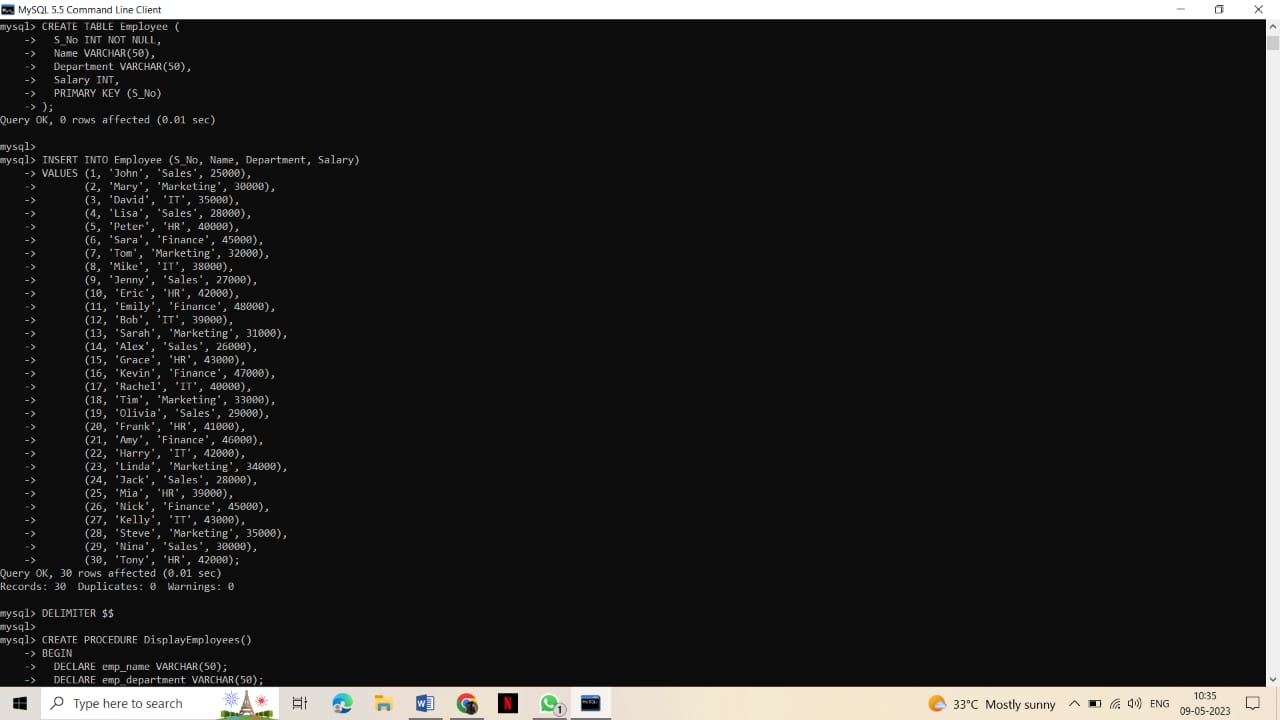 MySQL 5.5 Command Line Client
mysql> CREATE TABLE Employee (
    ->   S_No INT NOT NULL,
    ->   Name VARCHAR(50),
    ->   Department VARCHAR(50),
    ->   Salary INT,
    ->   PRIMARY KEY (S_No)
    -> );
Query OK, 0 rows affected (0.01 sec)
mysql>
mysql> INSERT INTO Employee (S_No, Name, Department, Salary)
    -> VALUES (1, 'John', 'Sales', 25000),
    ->        (2, 'Mary', 'Marketing', 30000),
    ->        (3, 'David', 'IT', 35000),
    ->        (4, 'Lisa', 'Sales', 28000),
    ->        (5, 'Peter', 'HR', 40000),
    ->        (6, 'Sara', 'Finance', 45000),
    ->        (7, 'Tom', 'Marketing', 32000),
    ->        (8, 'Mike', 'IT', 38000),
    ->        (9, 'Jenny', 'Sales', 27000),
    ->        (10, 'Eric', 'HR', 42000),
    ->        (11, 'Emily', 'Finance', 48000),
    ->        (12, 'Bob', 'IT', 39000),
    ->        (13, 'Sarah', 'Marketing', 31000),
    ->        (14, 'Alex', 'Sales', 26000),
    ->        (15, 'Grace', 'HR', 43000),
    ->        (16, 'Kevin', 'Finance', 47000),
    ->        (17, 'Rachel', 'IT', 40000),
    ->        (18, 'Tim', 'Marketing', 33000),
    ->        (19, 'Olivia', 'Sales', 29000),
    ->        (20, 'Frank', 'HR', 41000),
    ->        (21, 'Amy', 'Finance', 46000),
    ->        (22, 'Harry', 'IT', 42000),
    ->        (23, 'Linda', 'Marketing', 34000),
    ->        (24, 'Jack', 'Sales', 28000),
    ->        (25, 'Mia', 'HR', 39000),
    ->        (26, 'Nick', 'Finance', 45000),
    ->        (27, 'Kelly', 'IT', 43000),
    ->        (28, 'Steve', 'Marketing', 35000),
    ->        (29, 'Nina', 'Sales', 30000),
    ->        (30, 'Tony', 'HR', 42000);
Query OK, 30 rows affected (0.01 sec)
Records: 30  Duplicates: 0  Warnings: 0
mysql> DELIMITER $$
mysql>
mysql> CREATE PROCEDURE DisplayEmployees()
    -> BEGIN
    ->   DECLARE emp_name VARCHAR(50);
    ->   DECLARE emp_department VARCHAR(50);
Type here to search
W
N
1
MySQL
33°C Mostly sunny
ENG
10:35
09-05-2023